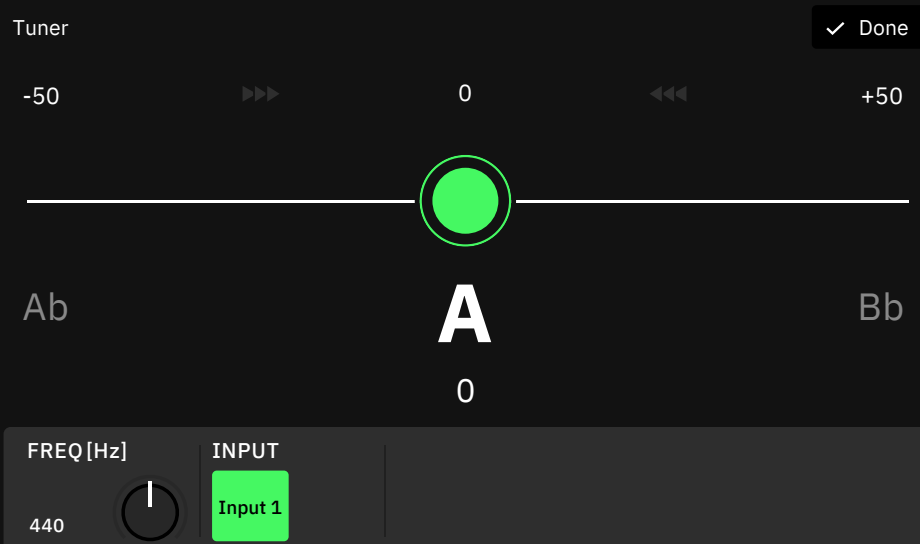 Tuner
Done
-50
0
+50
Ab
A
Bb
0
FREQ[Hz]
INPUT
440
Input 1